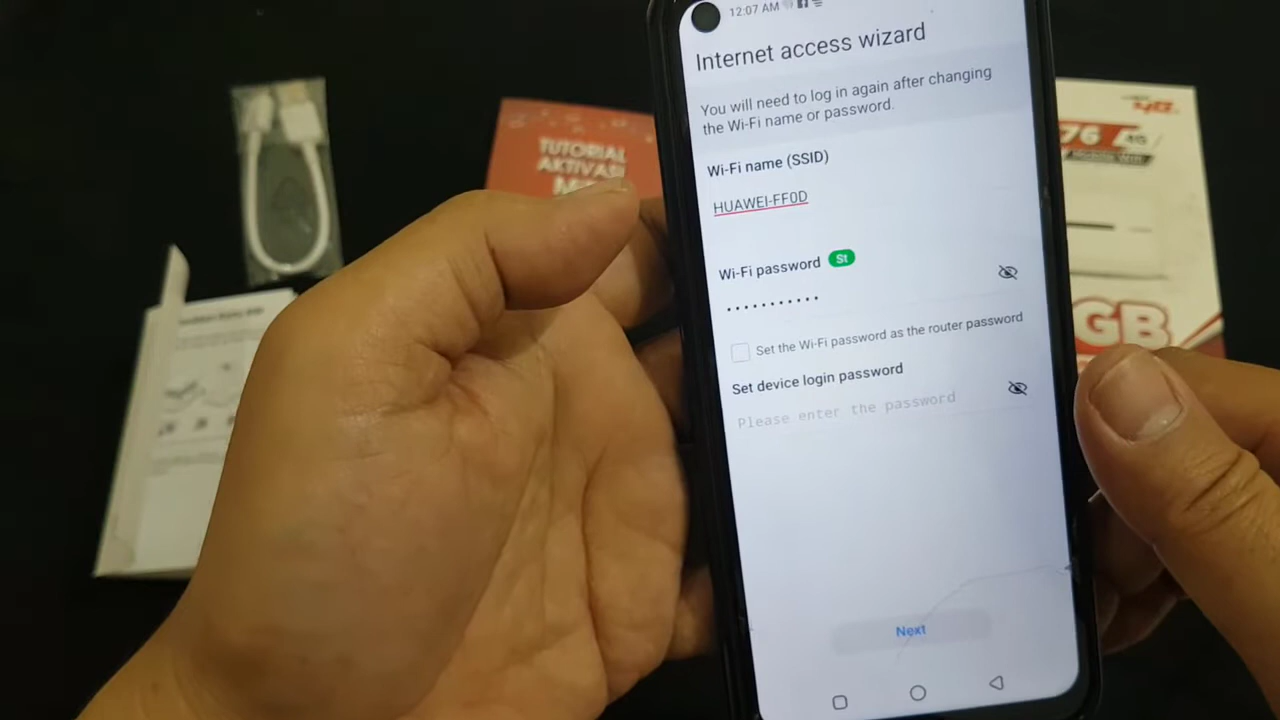 12:07 AM
Internet access wizard
You will need to log in again after changing
the Wi-Fi name or password.
Wi-Fi name (SSID)
HUAWEI-FF0D
Wi-Fi password St
•••••••••••
Set the Wi-Fi password as the router password
Set device login password
Please enter the password
Next
TUTORIAL
AKTIVASI
76 4G
GB